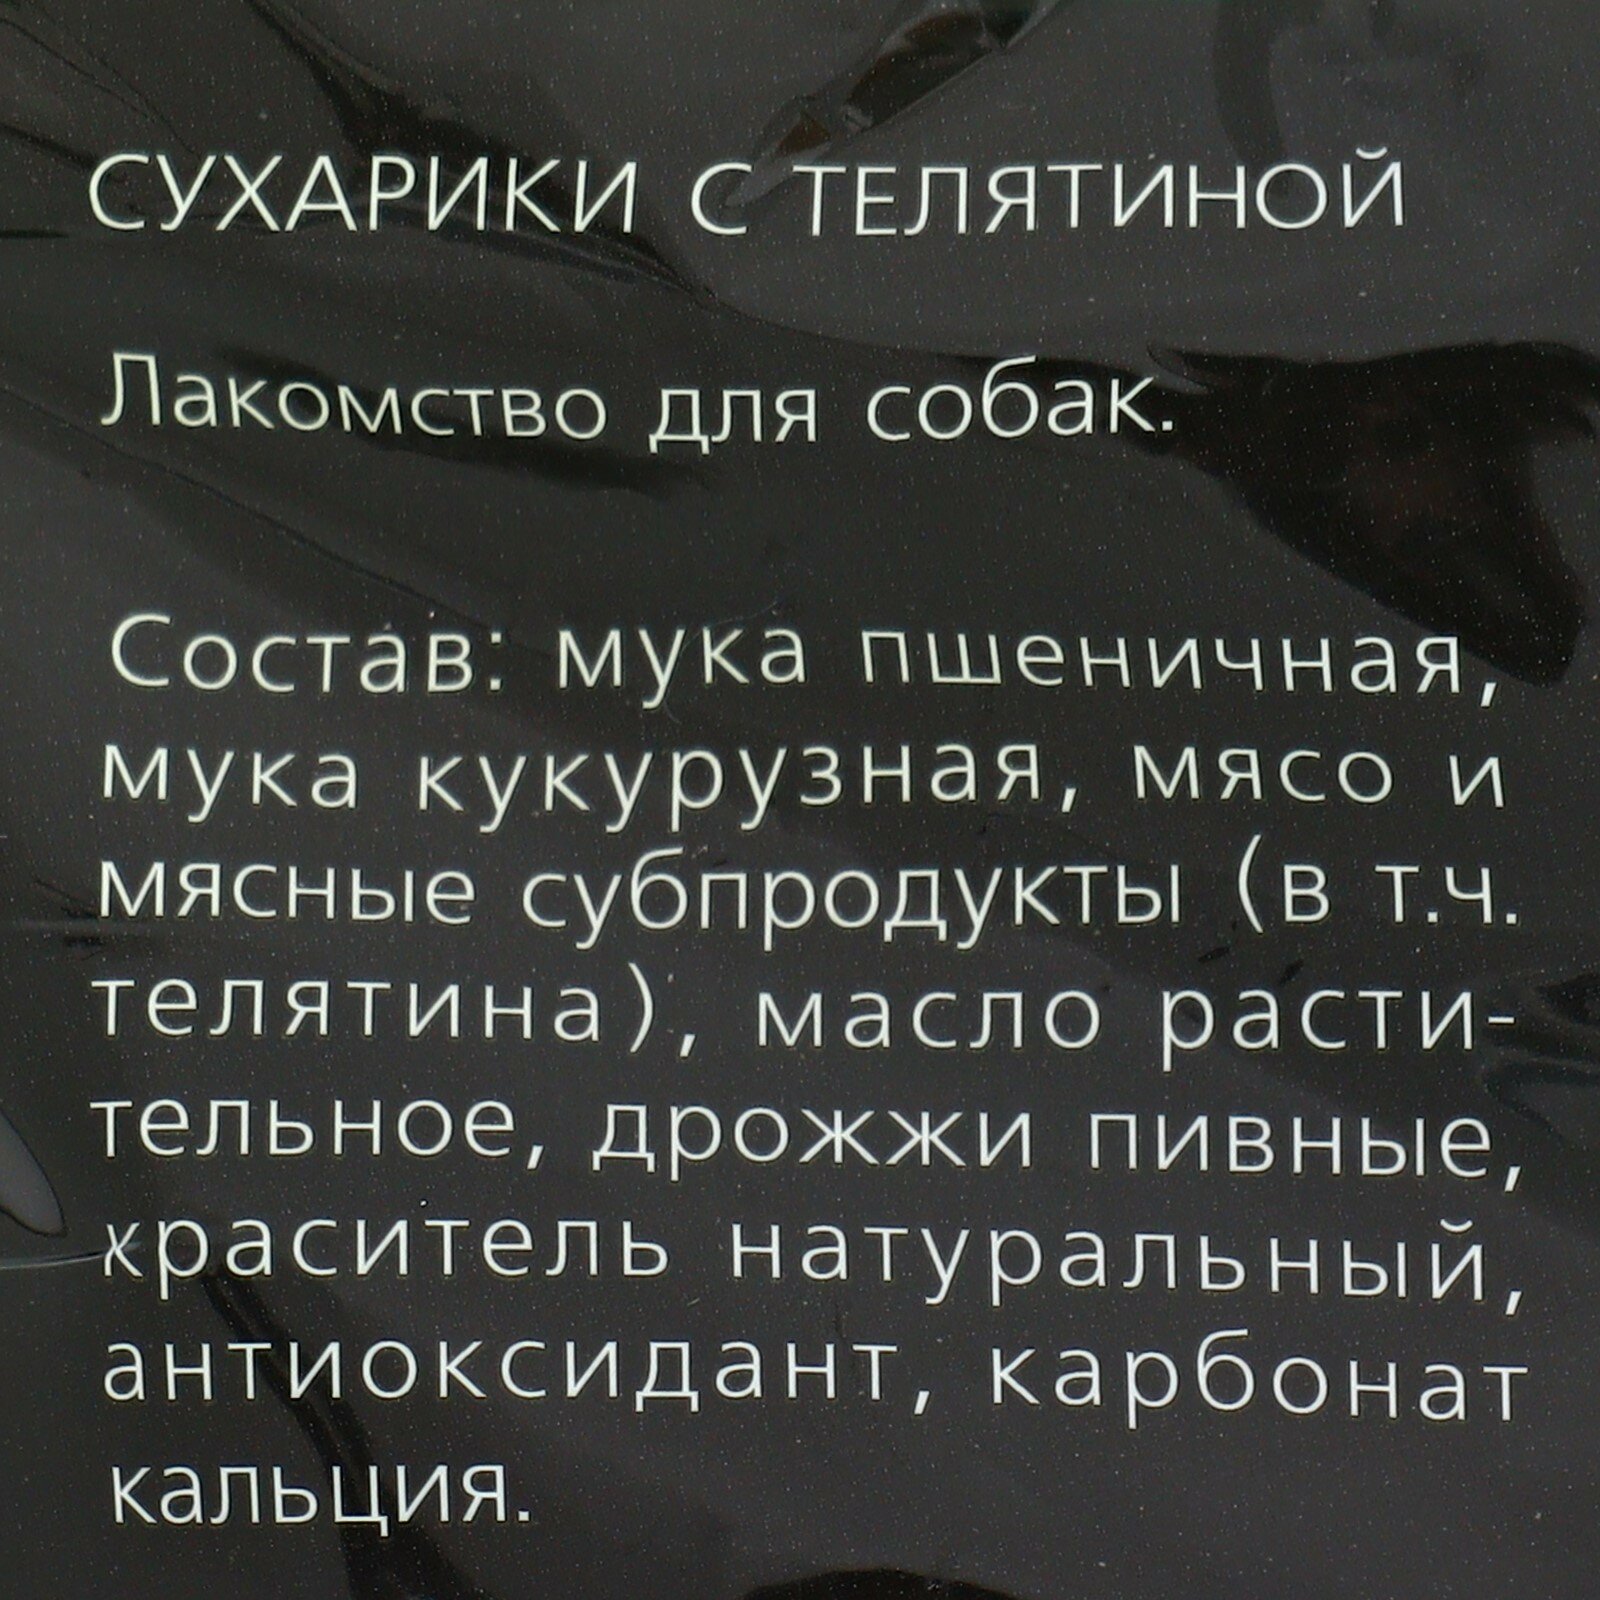 СУХАРИКИ С ТЕЛЯТИНОЙ
Лакомство для собак.
Состав: мука пшеничная,
мука кукурузная, мясо и
мясные субпродукты (в т.ч.
телятина), масло расти-
тельное, дрожжи пивные,
краситель натуральный,
антиоксидант, карбонат
кальция.